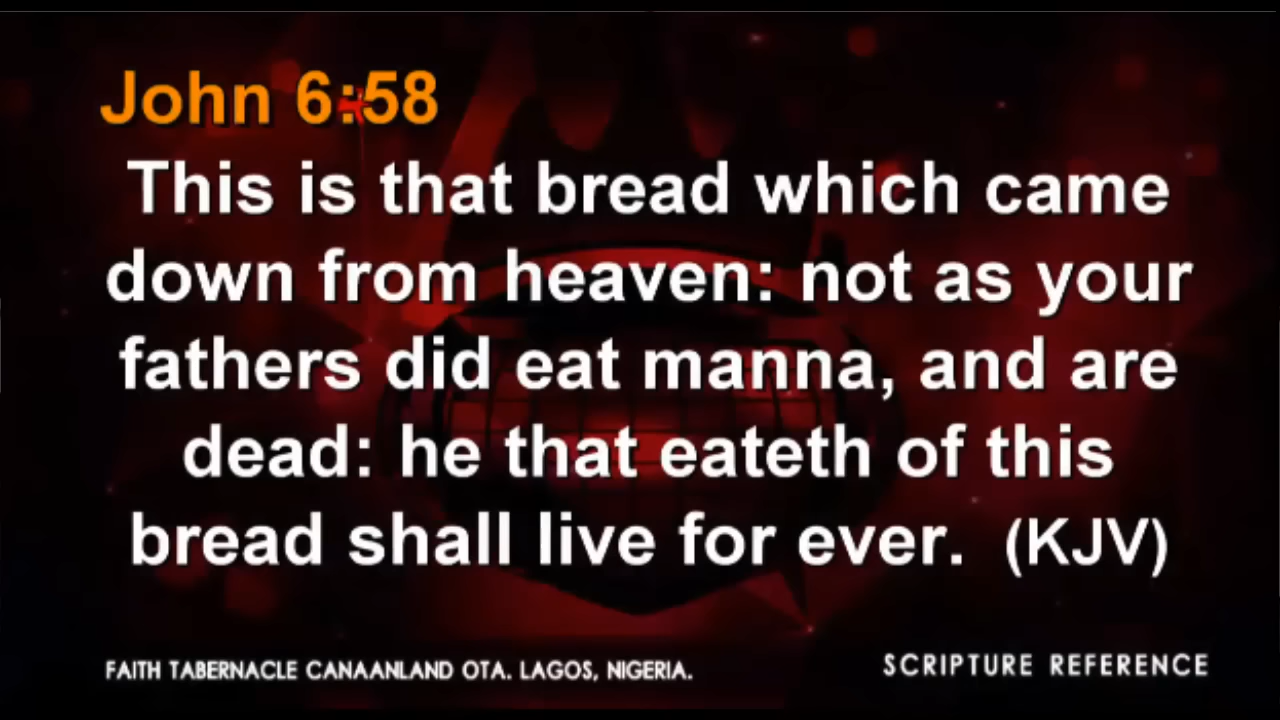 John 6:58
This is that bread which came
down from heaven: not as your
fathers did eat manna, and are
dead: he that eateth of this
bread shall live for ever.  (KJV)
FAITH TABERNACLE CANAANLAND OTA. LAGOS, NIGERIA.
SCRIPTURE REFERENCE